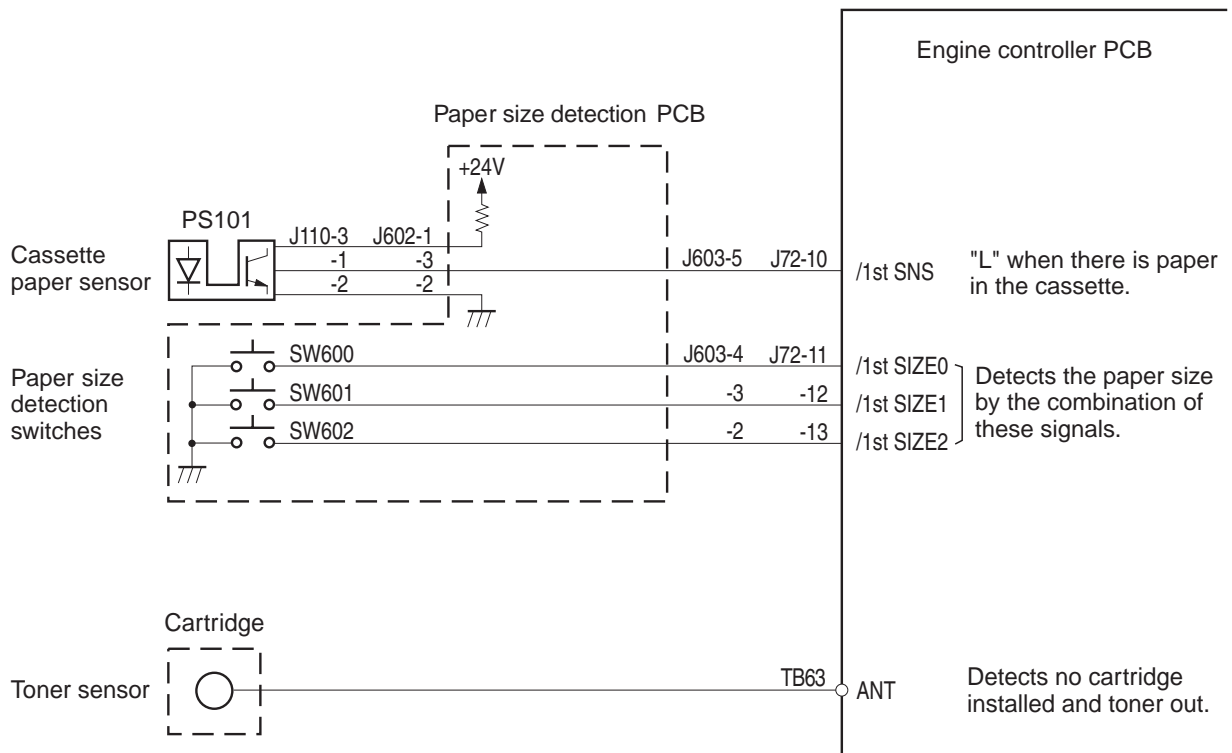 Engine controller PCB
Paper size detection PCB
+24V
PS101
Cassette
paper sensor
J110-3 J602-1
-1 -3
-2 -2
J603-5 J72-10
/1st SNS
"L" when there is paper
in the cassette.
Paper size
detection
switches
SW600
SW601
SW602
J603-4 J72-11
-3 -12
-2 -13
/1st SIZE0
/1st SIZE1
/1st SIZE2
Detects the paper size
by the combination of
these signals.
Cartridge
Toner sensor
TB63
ANT
Detects no cartridge
installed and toner out.